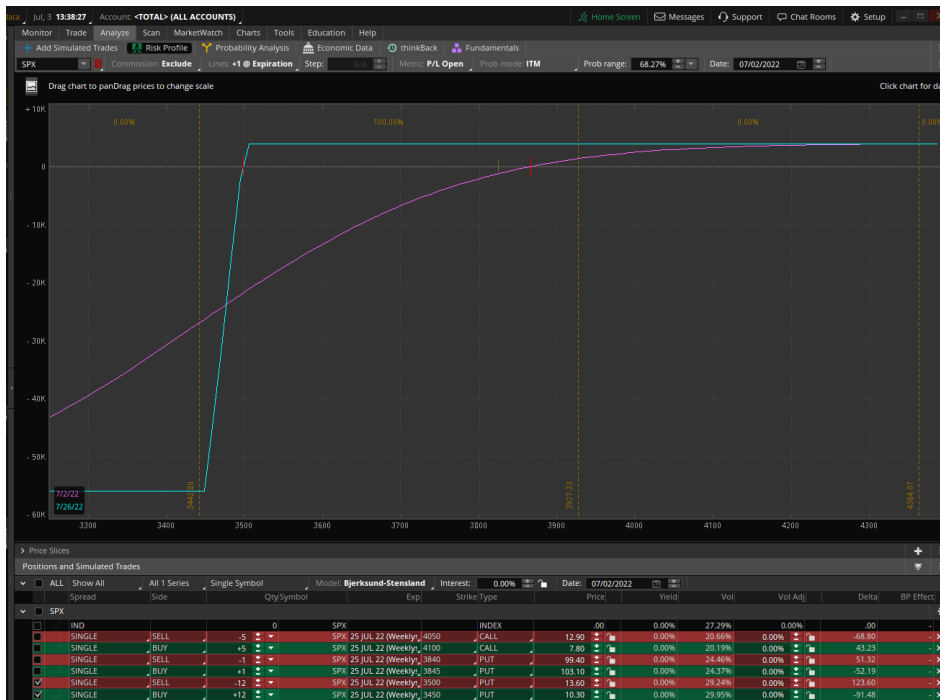 data Jul, 3 13:38:27 Account: <TOTAL> (ALL ACCOUNTS) Home Screen Messages Support Chat Rooms Setup
Monitor Trade Analyze Scan MarketWatch Charts Tools Education Help
Add Simulated Trades Risk Profile Probability Analysis Economic Data thinkBack Fundamentals
SPX Commission: Exclude Lines: +1 @ Expiration Step: N/A Metric: P/L Open Prob mode: ITM Prob range: 68.27% Date: 07/02/2022
Drag chart to panDrag prices to change scale Click chart for da
+ 10K
0.00% 100.00% 0.00% 0.00%
0
- 10K
- 20K
- 30K
- 40K
- 50K
- 60K
3442.00 3927.33 4364.07
7/2/22
7/26/22
3300 3400 3500 3600 3700 3800 3900 4000 4100 4200 4300
Price Slices
Positions and Simulated Trades
ALL Show All All 1 Series Single Symbol Model: Bjerksund-Stensland Interest: 0.00% Date: 07/02/2022
Spread Side Qty Symbol Exp Strike Type Price Yield Vol Vol Adj Delta BP Effect
SPX
IND 0 SPX INDEX .00 0.00% 27.29% 0.00% .00 -
SINGLE SELL -5 SPX 25 JUL 22 (Weekly: 4050 CALL 12.90 0.00% 20.66% 0.00% -68.80 -
SINGLE BUY +5 SPX 25 JUL 22 (Weekly: 4100 CALL 7.80 0.00% 20.19% 0.00% 43.23 -
SINGLE SELL -1 SPX 25 JUL 22 (Weekly: 3840 PUT 99.40 0.00% 24.46% 0.00% 51.32 -
SINGLE BUY +1 SPX 25 JUL 22 (Weekly: 3845 PUT 103.10 0.00% 24.37% 0.00% -52.19 -
SINGLE SELL -12 SPX 25 JUL 22 (Weekly: 3500 PUT 13.60 0.00% 29.24% 0.00% 123.60 -
SINGLE BUY +12 SPX 25 JUL 22 (Weekly: 3450 PUT 10.30 0.00% 29.95% 0.00% -91.48 -